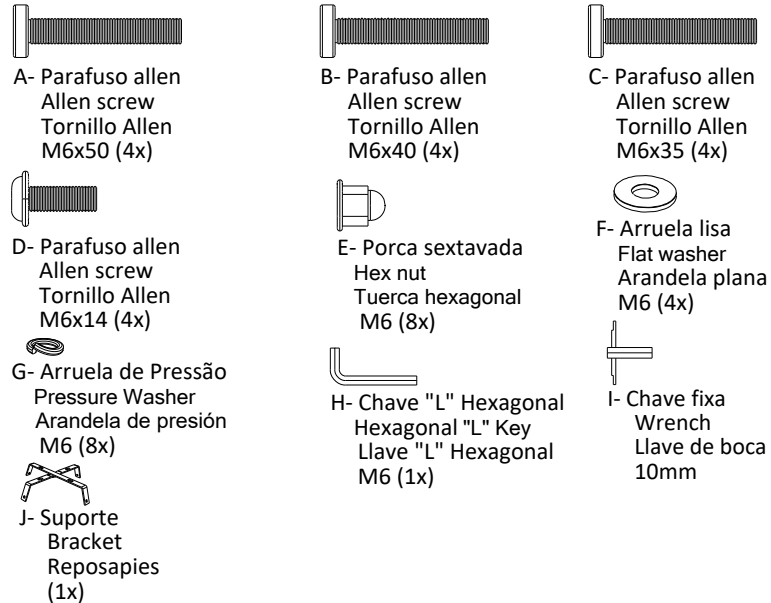 A- Parafuso allen
Allen screw
Tornillo Allen
M6x50 (4x)
B- Parafuso allen
Allen screw
Tornillo Allen
M6x40 (4x)
C- Parafuso allen
Allen screw
Tornillo Allen
M6x35 (4x)
D- Parafuso allen
Allen screw
Tornillo Allen
M6x14 (4x)
E- Porca sextavada
Hex nut
Tuerca hexagonal
M6 (8x)
F- Arruela lisa
Flat washer
Arandela plana
M6 (4x)
G- Arruela de Pressão
Pressure Washer
Arandela de presión
M6 (8x)
H- Chave "L" Hexagonal
Hexagonal "L" Key
Llave "L" Hexagonal
M6 (1x)
I- Chave fixa
Wrench
Llave de boca
10mm
J- Suporte
Bracket
Reposapies
(1x)